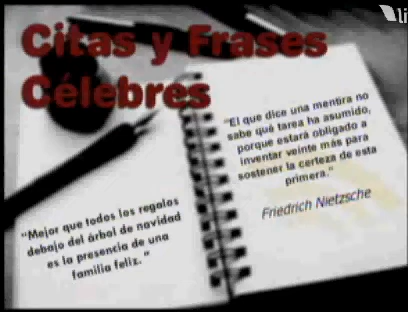 Citas y Frases
Célebres
"Mejor que todos los regalos
debajo del árbol de navidad
es la presencia de una
familia feliz."
"El que dice una mentira no
sabe qué tarea ha asumido,
porque estará obligado a
inventar veinte más para
sostener la certeza de esta
primera."
Friedrich Nietzsche